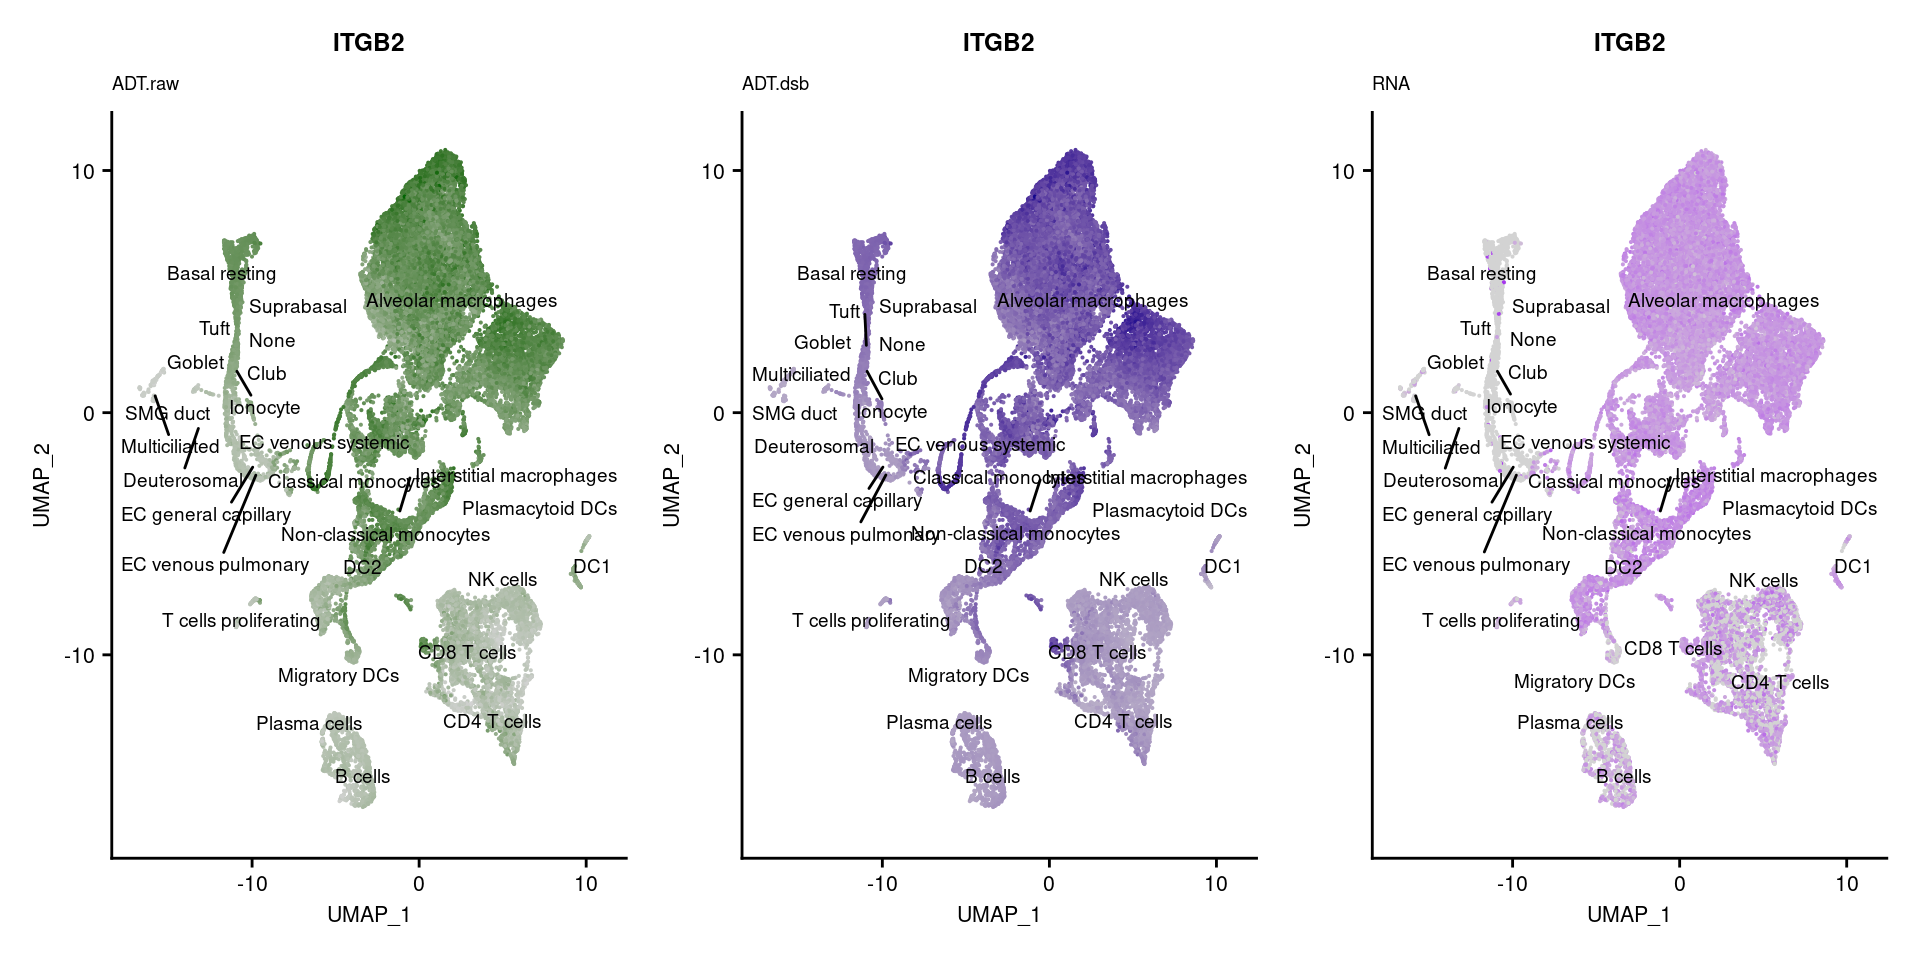 ITGB2
ADT.raw
10
0
-10
UMAP_2
Basal resting
Suprabasal
Alveolar macrophages
Tuft
None
Goblet
Club
SMG duct
Ionocyte
Multiciliated
EC venous systemic
Deuterosomal
Classical monocytes
Interstitial macrophages
EC general capillary
Plasmacytoid DCs
Non-classical monocytes
EC venous pulmonary
DC2
DC1
NK cells
T cells proliferating
CD8 T cells
Migratory DCs
Plasma cells
CD4 T cells
B cells
-10
0
10
UMAP_1
ITGB2
ADT.dsb
10
0
-10
UMAP_2
Basal resting
Suprabasal
Alveolar macrophages
Tuft
None
Goblet
Multiciliated
Club
SMG duct
Ionocyte
Deuterosomal
EC venous systemic
Classical monocytes
Interstitial macrophages
EC general capillary
Plasmacytoid DCs
EC venous pulmonary
Non-classical monocytes
DC2
DC1
NK cells
T cells proliferating
CD8 T cells
Migratory DCs
Plasma cells
CD4 T cells
B cells
-10
0
10
UMAP_1
ITGB2
RNA
10
0
-10
UMAP_2
Basal resting
Suprabasal
Alveolar macrophages
Tuft
None
Goblet
Club
SMG duct
Ionocyte
Multiciliated
EC venous systemic
Deuterosomal
Classical monocytes
Interstitial macrophages
EC general capillary
Plasmacytoid DCs
Non-classical monocytes
EC venous pulmonary
DC2
DC1
NK cells
T cells proliferating
CD8 T cells
Migratory DCs
CD4 T cells
Plasma cells
B cells
-10
0
10
UMAP_1